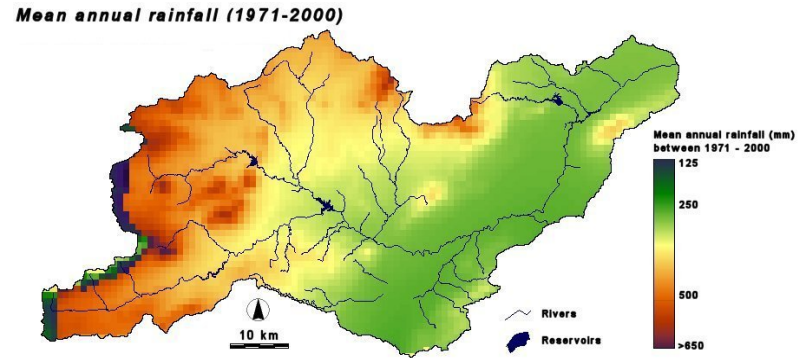 Mean annual rainfall (1971-2000)
Mean annual rainfall (mm)
between 1971 - 2000
125
250
500
>650
Rivers
Reservoirs
10 km